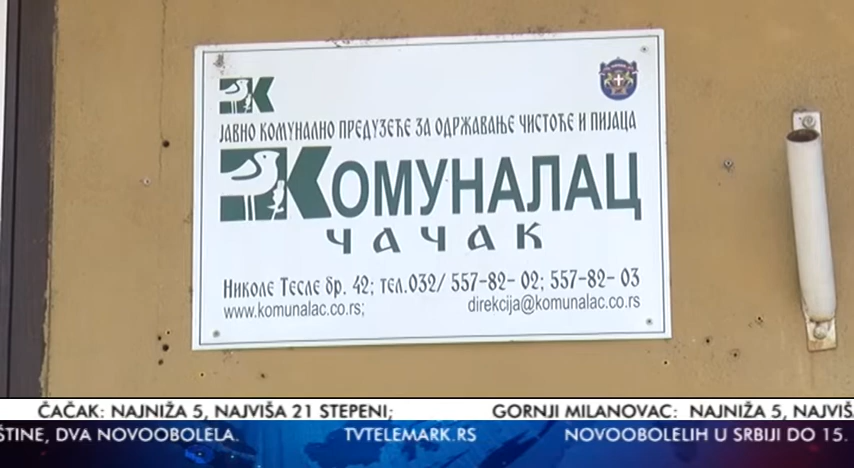 ЈАВНО КОМУНАЛНО ПРЕДУЗЕЋЕ ЗА ОДРЖАВАЊЕ ЧИСТОЋЕ И ПИЈАЦА
КОМУНАЛАЦ
ЧАЧАК
НИКОЛЕ ТЕСЛЕ бр. 42; тел.032/ 557-82- 02; 557-82- 03
www.komunalac.co.rs; direkcija@komunalac.co.rs
ČAČAK: NAJNIŽA 5, NAJVIŠA 21 STEPENI; GORNJI MILANOVAC: NAJNIŽA 5, NAJVIŠ
ŠTINE, DVA NOVOOBOLELA. TVTELEMARK.RS NOVOOBOLELIH U SRBIJI DO 15.